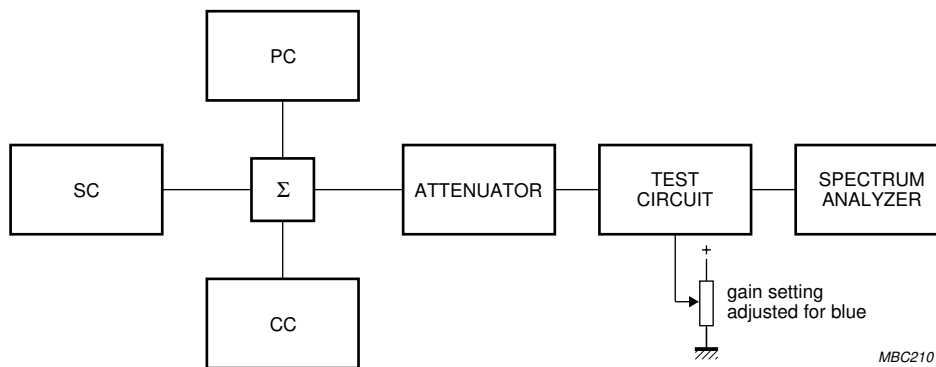 PC
SC
Σ
ATTENUATOR
TEST
CIRCUIT
SPECTRUM
ANALYZER
CC
+
gain setting
adjusted for blue
MBC210